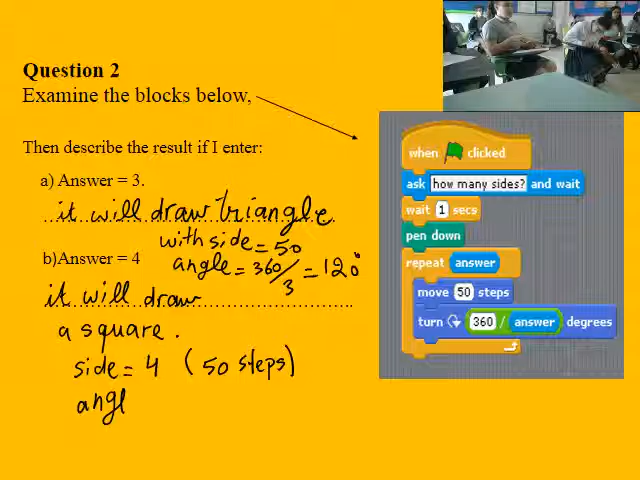 Question 2
Examine the blocks below,
Then describe the result if I enter:
a) Answer = 3.
it will draw triangle
with side = 50
angle = 360/3 = 120°
b)Answer = 4
it will draw
a square.
side = 4 (50 steps)
angl
when clicked
ask how many sides? and wait
wait 1 secs
pen down
repeat answer
move 50 steps
turn 360 / answer degrees